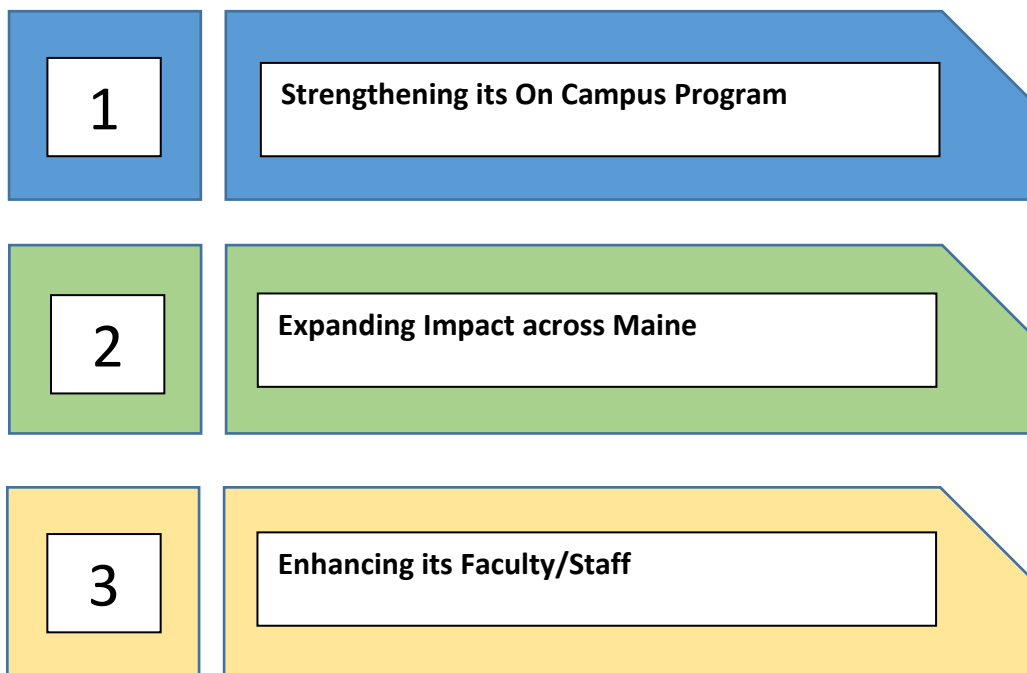 1
Strengthening its On Campus Program
2
Expanding Impact across Maine
3
Enhancing its Faculty/Staff